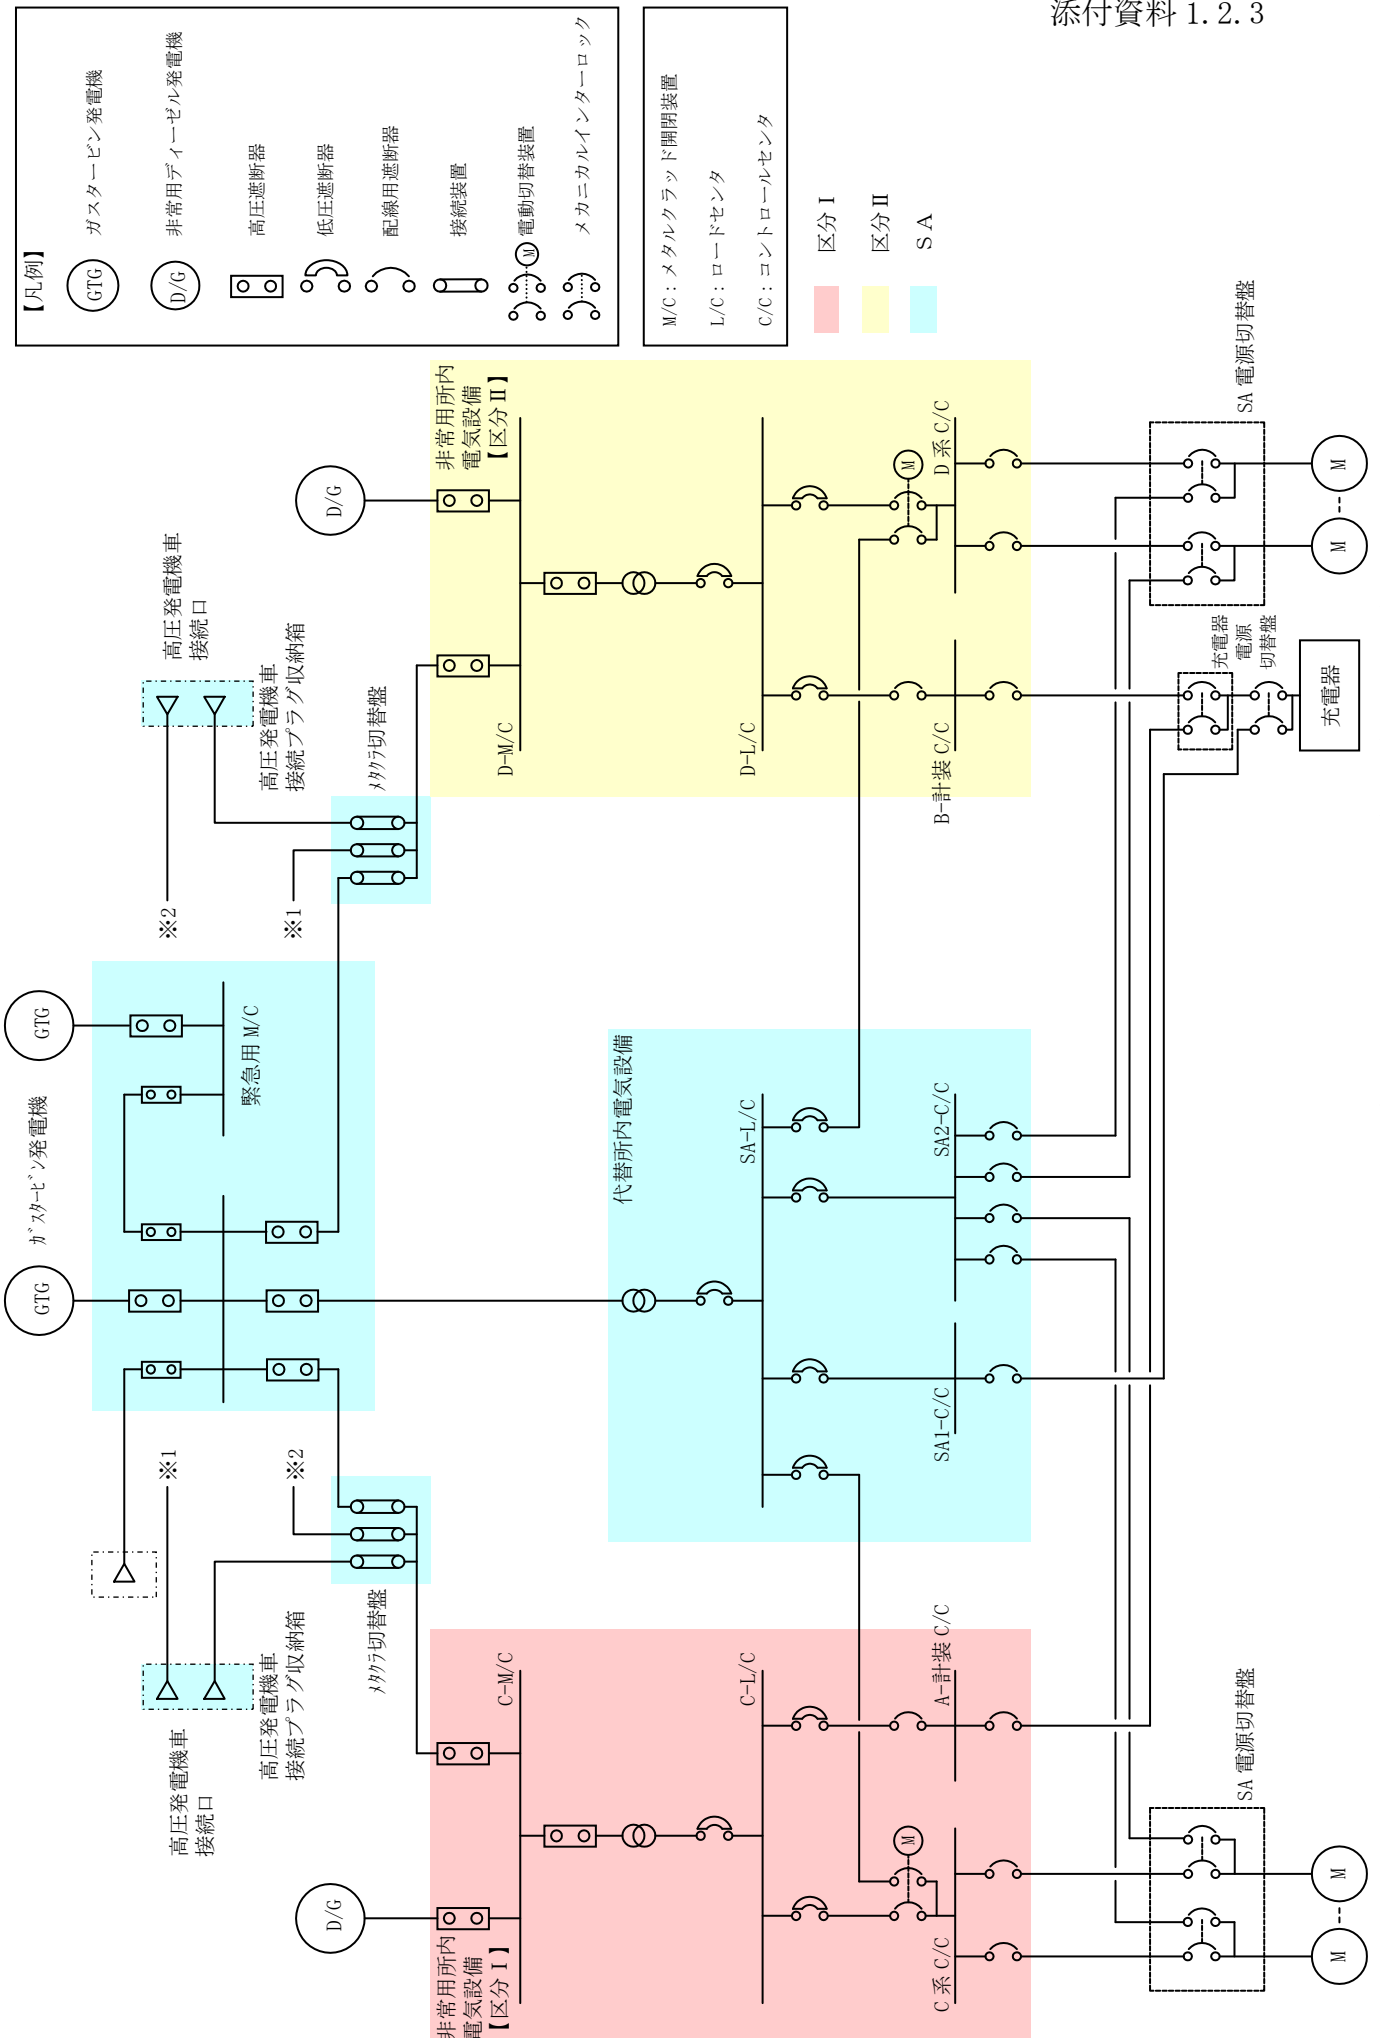 添付資料 1.2.3
【凡例】
GTG
ガスタービン発電機
D/G
非常用ディーゼル発電機
高圧遮断器
低圧遮断器
配線用遮断器
接続装置
M
電動切替装置
メカニカルインターロック
M/C：メタルクラッド開閉装置
L/C：ロードセンタ
C/C：コントロールセンタ
区分Ⅰ
区分Ⅱ
ＳＡ
非常用所内
電気設備
【区分Ⅱ】
D/G
D-M/C
D-L/C
M
D 系 C/C
B-計装 C/C
SA 電源切替盤
M
M
充電器
電源
切替盤
充電器
高圧発電機車
接続口
高圧発電機車
接続プラグ収納箱
ﾒﾀｸﾗ切替盤
※2
※1
GTG
ｶﾞｽﾀｰﾋﾞﾝ発電機
GTG
緊急用 M/C
代替所内電気設備
SA-L/C
SA2-C/C
SA1-C/C
※1
※2
ﾒﾀｸﾗ切替盤
高圧発電機車
接続プラグ収納箱
高圧発電機車
接続口
非常用所内
電気設備
【区分Ⅰ】
D/G
C-M/C
C-L/C
A-計装 C/C
M
C 系 C/C
SA 電源切替盤
M
M